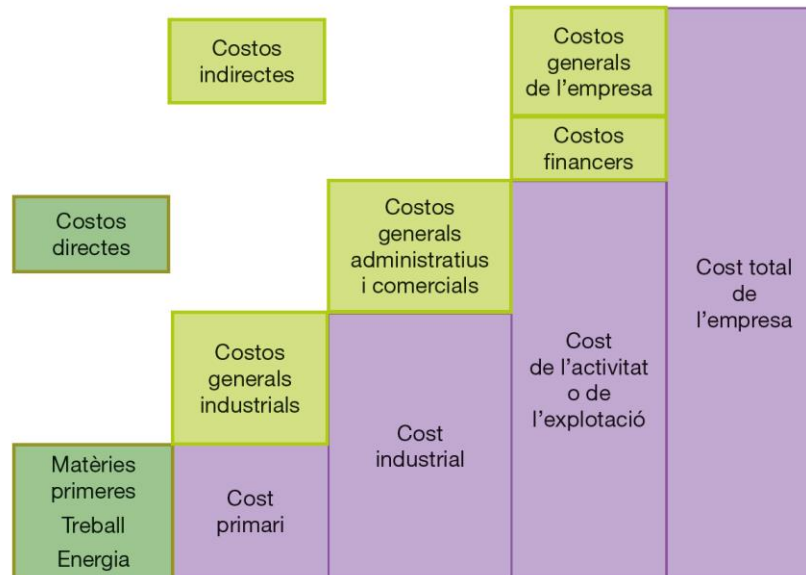 Costos
indirectes
Costos
generals
de l’empresa
Costos
financers
Costos
directes
Costos
generals
administratius
i comercials
Cost total
de
l’empresa
Costos
generals
industrials
Cost
de l’activitat
o de
l’explotació
Cost
industrial
Matèries
primeres
Treball
Energia
Cost
primari